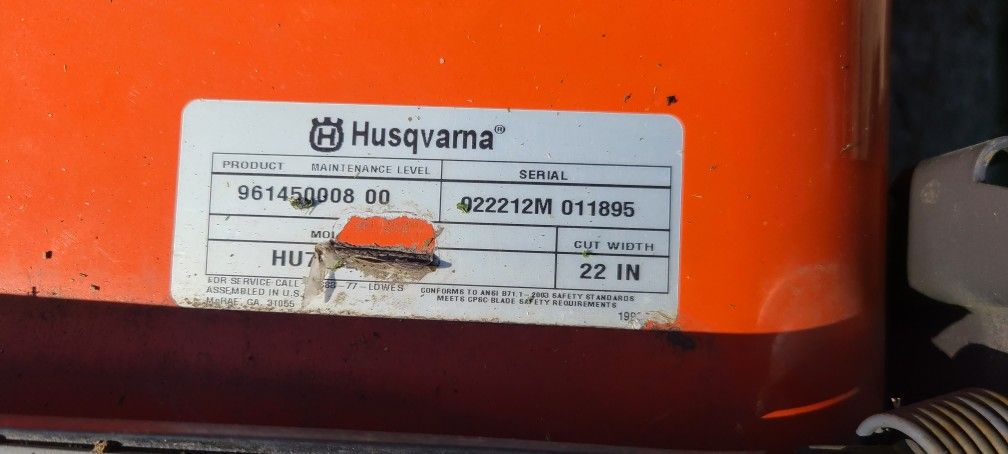 Husqvarna®
PRODUCT MAINTENANCE LEVEL SERIAL
961450008 00 022212M 011895
CUT WIDTH
22 IN
FOR SERVICE CALL 77-LOWES CONFORMS TO ANSI B71.1-2003 SAFETY STANDARDS
ASSEMBLED IN U.S. MEETS CPSC BLADE SAFETY REQUIREMENTS
McRAE, GA. 31055